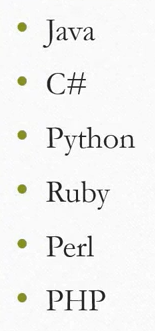 • Java
• C#
• Python
• Ruby
• Perl
• PHP